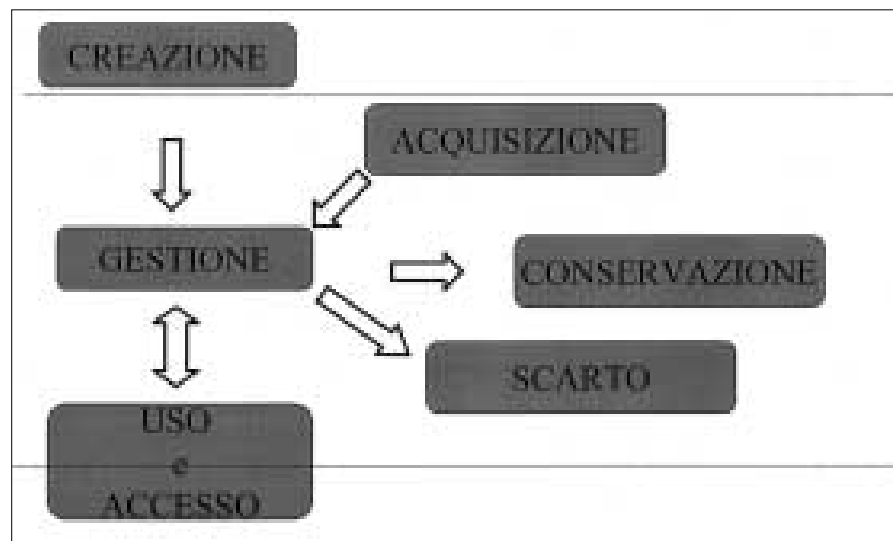 CREAZIONE
ACQUISIZIONE
GESTIONE
CONSERVAZIONE
SCARTO
USO
e
ACCESSO